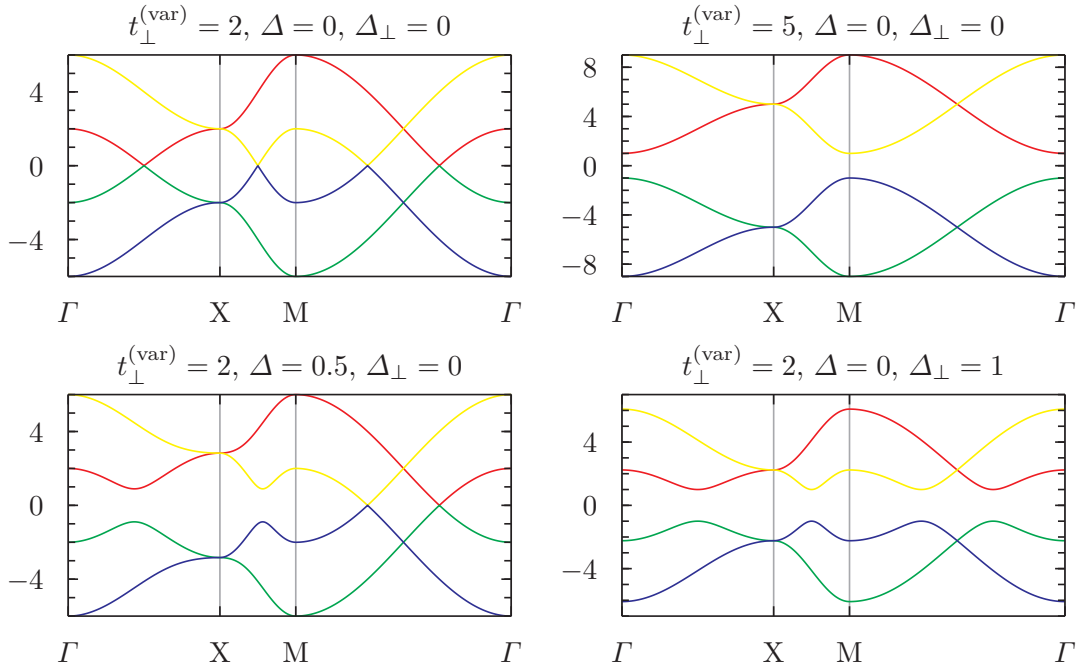 t⊥^(var) = 2, Δ = 0, Δ⊥ = 0
4
0
−4
Γ X M Γ
t⊥^(var) = 5, Δ = 0, Δ⊥ = 0
8
4
0
−4
−8
Γ X M Γ
t⊥^(var) = 2, Δ = 0.5, Δ⊥ = 0
4
0
−4
Γ X M Γ
t⊥^(var) = 2, Δ = 0, Δ⊥ = 1
4
0
−4
Γ X M Γ